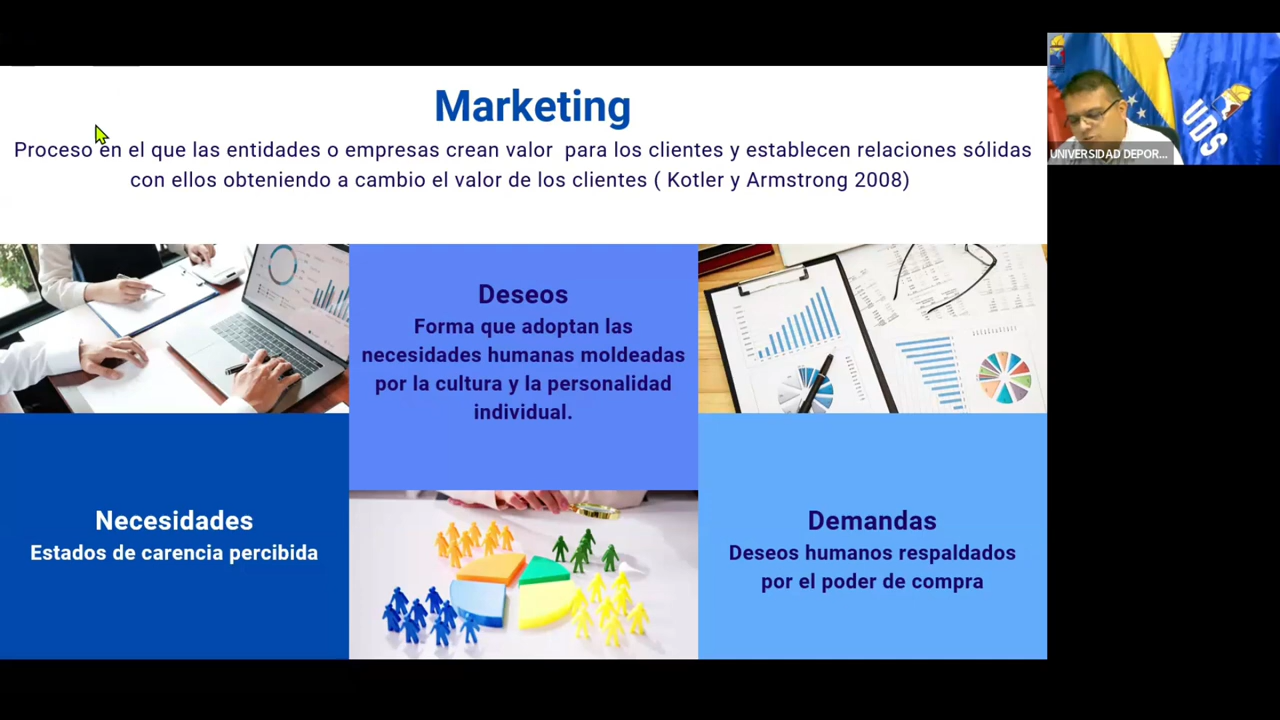 Marketing
Proceso en el que las entidades o empresas crean valor  para los clientes y establecen relaciones sólidas
con ellos obteniendo a cambio el valor de los clientes ( Kotler y Armstrong 2008)
Deseos
Forma que adoptan las
necesidades humanas moldeadas
por la cultura y la personalidad
individual.
Necesidades
Estados de carencia percibida
Demandas
Deseos humanos respaldados
por el poder de compra
UDS
UNIVERSIDAD DEPOR...